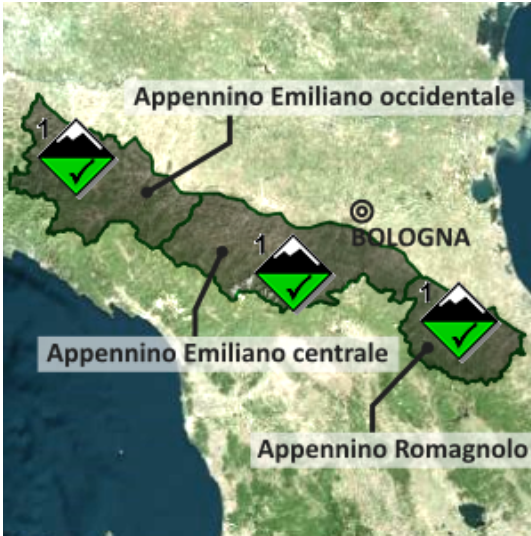 Appennino Emiliano occidentale
1
BOLOGNA
1
1
Appennino Emiliano centrale
Appennino Romagnolo